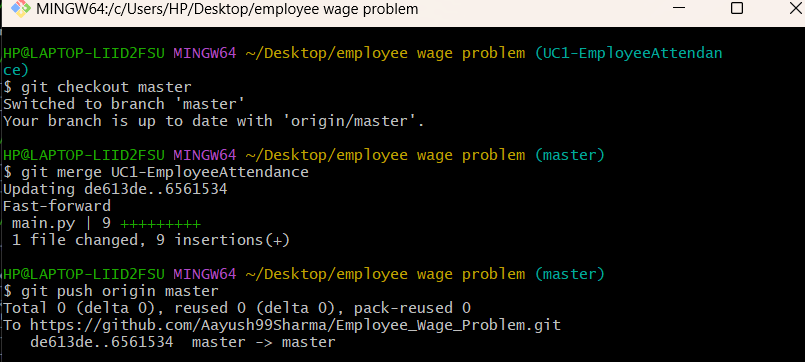 MINGW64:/c/Users/HP/Desktop/employee wage problem
HP@LAPTOP-LIID2FSU MINGW64 ~/Desktop/employee wage problem (UC1-EmployeeAttendan
ce)
$ git checkout master
Switched to branch 'master'
Your branch is up to date with 'origin/master'.
HP@LAPTOP-LIID2FSU MINGW64 ~/Desktop/employee wage problem (master)
$ git merge UC1-EmployeeAttendance
Updating de613de..6561534
Fast-forward
 main.py | 9 +++++++++
 1 file changed, 9 insertions(+)
HP@LAPTOP-LIID2FSU MINGW64 ~/Desktop/employee wage problem (master)
$ git push origin master
Total 0 (delta 0), reused 0 (delta 0), pack-reused 0
To https://github.com/Aayush99Sharma/Employee_Wage_Problem.git
   de613de..6561534  master -> master